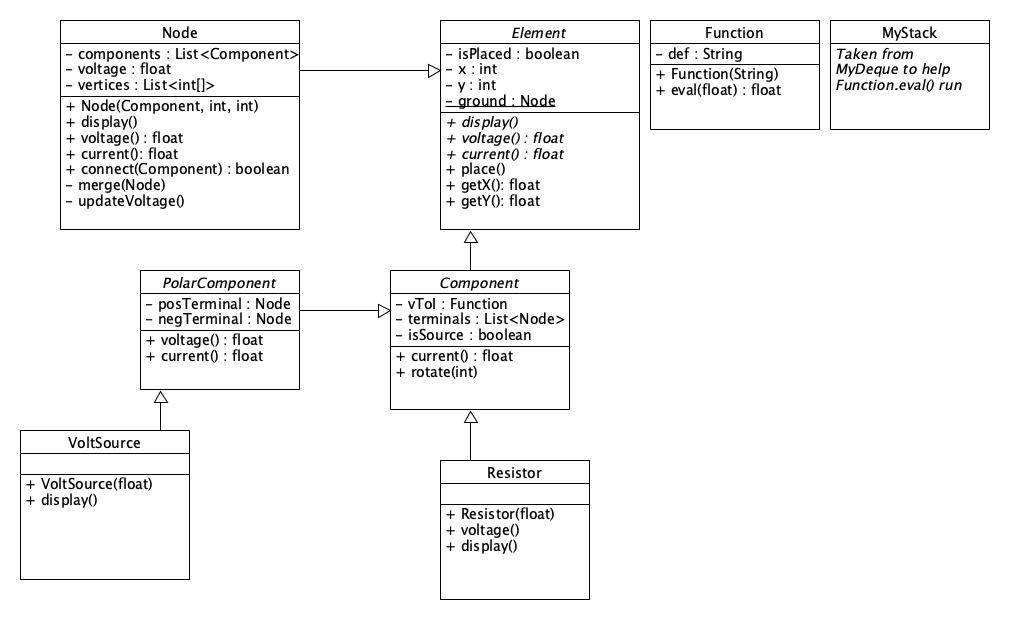 Node
– components : List<Component>
– voltage : float
– vertices : List<int[]>
+ Node(Component, int, int)
+ display()
+ voltage() : float
+ current(): float
+ connect(Component) : boolean
– merge(Node)
– updateVoltage()
Element
– isPlaced : boolean
– x : int
– y : int
– ground : Node
+ display()
+ voltage() : float
+ current() : float
+ place()
+ getX(): float
+ getY(): float
Function
– def : String
+ Function(String)
+ eval(float) : float
MyStack
Taken from
MyDeque to help
Function.eval() run
PolarComponent
– posTerminal : Node
– negTerminal : Node
+ voltage() : float
+ current() : float
Component
– vToI : Function
– terminals : List<Node>
– isSource : boolean
+ current() : float
+ rotate(int)
VoltSource
+ VoltSource(float)
+ display()
Resistor
+ Resistor(float)
+ voltage()
+ display()